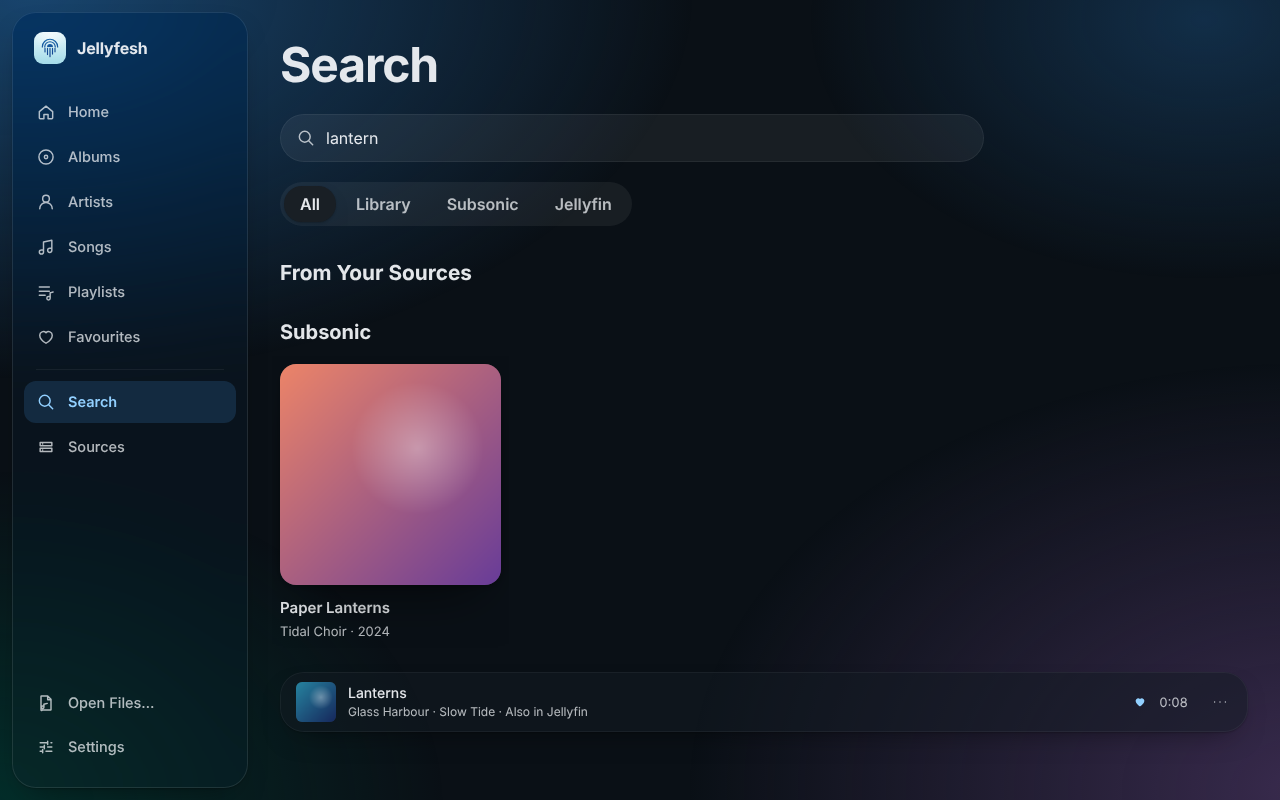 Jellyfesh
Home
Albums
Artists
Songs
Playlists
Favourites
Search
Sources
Open Files…
Settings
Search
lantern
All Library Subsonic Jellyfin
From Your Sources
Subsonic
Paper Lanterns
Tidal Choir · 2024
Lanterns
Glass Harbour · Slow Tide · Also in Jellyfin
0:08